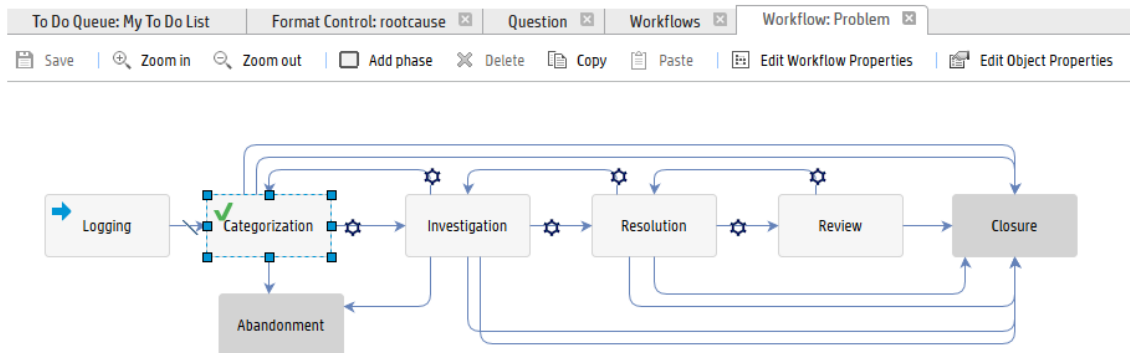 To Do Queue: My To Do List Format Control: rootcause Question Workflows Workflow: Problem
Save Zoom in Zoom out Add phase Delete Copy Paste Edit Workflow Properties Edit Object Properties
Logging Categorization Investigation Resolution Review Closure
Abandonment